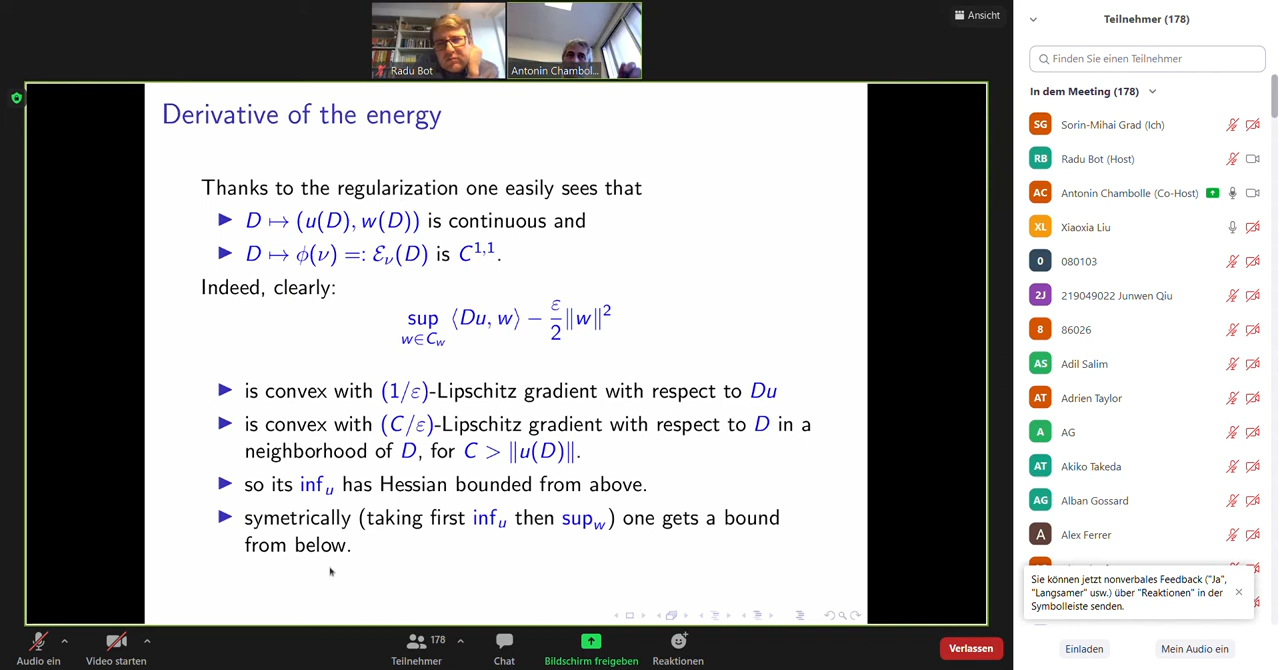 Radu Bot
Antonin Chambol...
Ansicht
Derivative of the energy
Thanks to the regularization one easily sees that
▶ D ↦ (u(D), w(D)) is continuous and
▶ D ↦ ϕ(ν) =: ℰ_ν(D) is C^{1,1}.
Indeed, clearly:
sup_{w∈C_w} ⟨Du, w⟩ − ε/2 ‖w‖²
▶ is convex with (1/ε)-Lipschitz gradient with respect to Du
▶ is convex with (C/ε)-Lipschitz gradient with respect to D in a
neighborhood of D, for C > ‖u(D)‖.
▶ so its inf_u has Hessian bounded from above.
▶ symetrically (taking first inf_u then sup_w) one gets a bound
from below.
Audio ein
Video starten
178
Teilnehmer
Chat
Bildschirm freigeben
Reaktionen
Verlassen
Teilnehmer (178)
Finden Sie einen Teilnehmer
In dem Meeting (178)
SG Sorin-Mihai Grad (Ich)
RB Radu Bot (Host)
AC Antonin Chambolle (Co-Host)
XL Xiaoxia Liu
0 080103
2J 219049022 Junwen Qiu
8 86026
AS Adil Salim
AT Adrien Taylor
A AG
AT Akiko Takeda
AG Alban Gossard
A Alex Ferrer
Sie können jetzt nonverbales Feedback ("Ja",
"Langsamer" usw.) über "Reaktionen" in der
Symbolleiste senden.
Einladen
Mein Audio ein